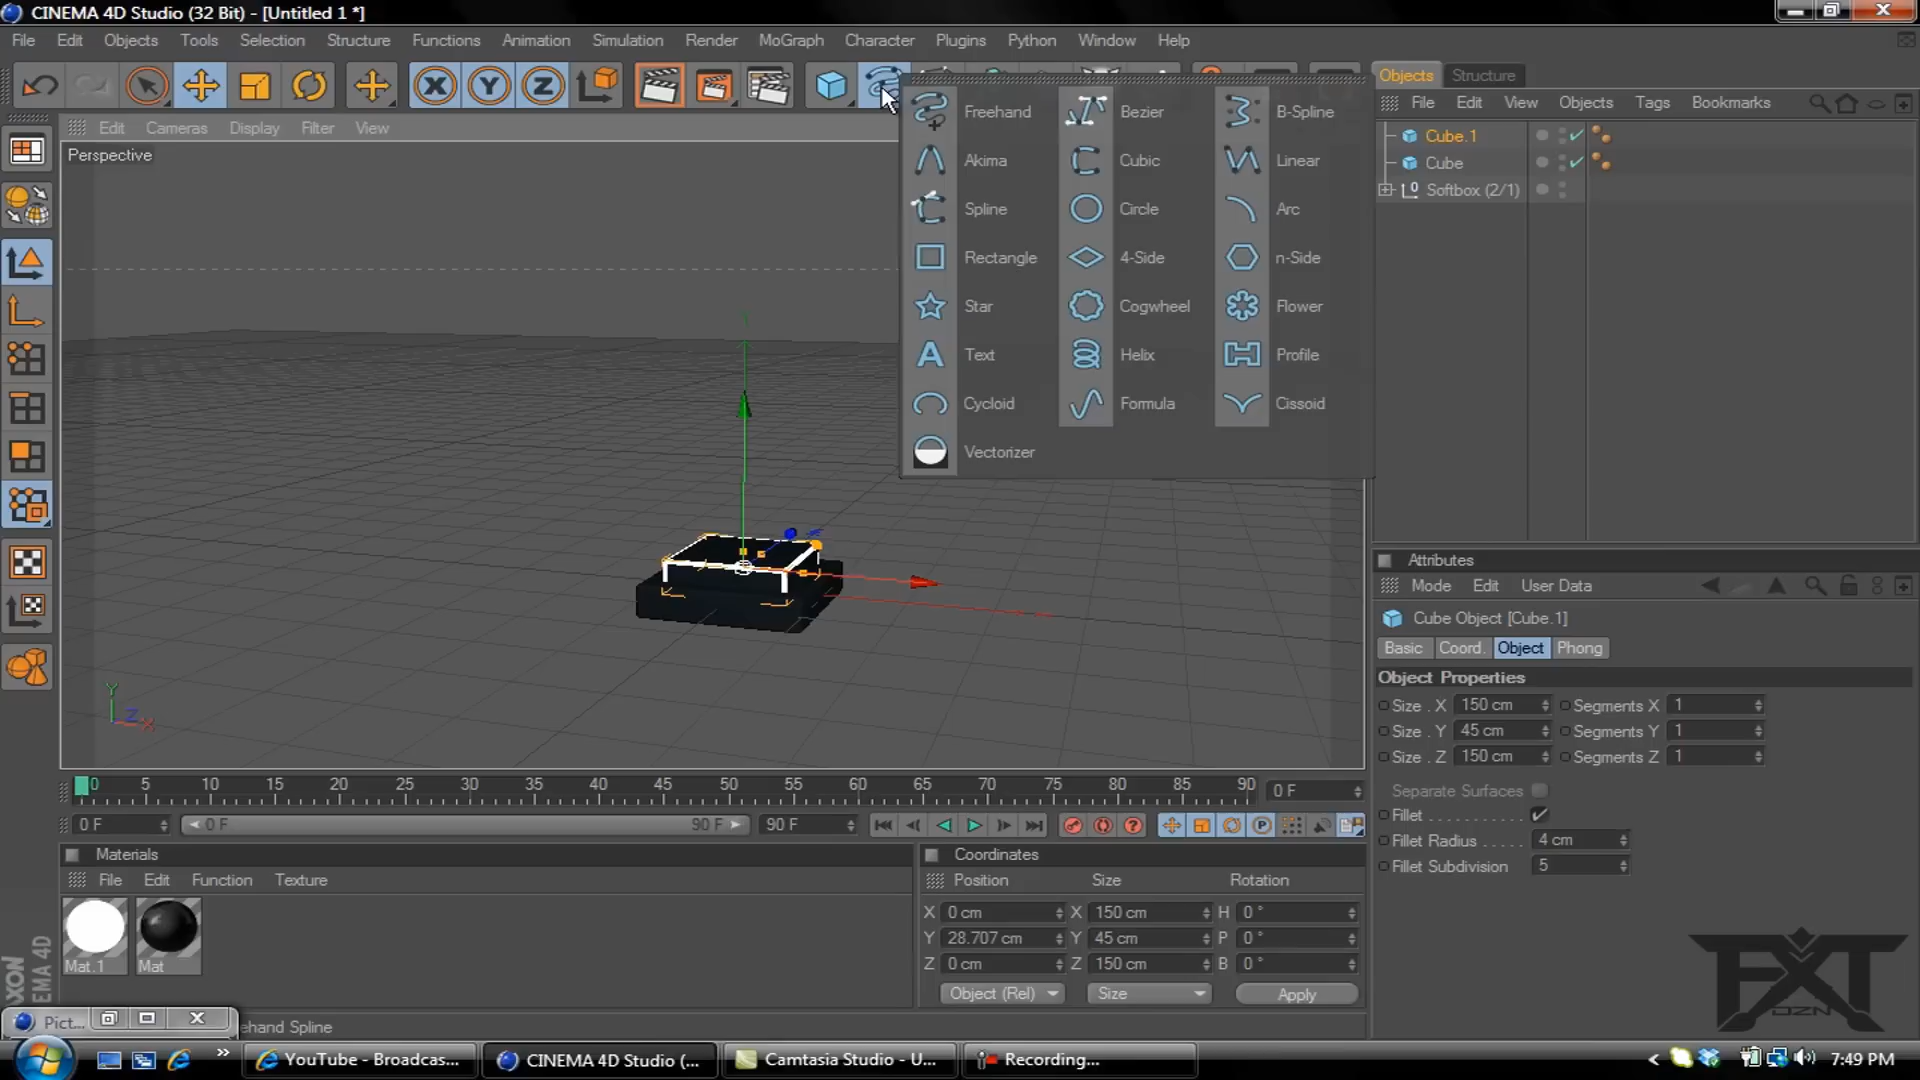 CINEMA 4D Studio (32 Bit) - [Untitled 1 *]
File Edit Objects Tools Selection Structure Functions Animation Simulation Render MoGraph Character Plugins Python Window Help
X Y Z
Objects Structure
File Edit View Objects Tags Bookmarks
Edit Cameras Display Filter View
Perspective
Freehand Bezier B-Spline
Akima Cubic Linear
Spline Circle Arc
Rectangle 4-Side n-Side
Star Cogwheel Flower
Text Helix Profile
Cycloid Formula Cissoid
Vectorizer
Cube.1
Cube
Softbox (2/1)
Y
Z X
Attributes
Mode Edit User Data
Cube Object [Cube.1]
Basic Coord. Object Phong
Object Properties
Size . X 150 cm Segments X 1
Size . Y 45 cm Segments Y 1
Size . Z 150 cm Segments Z 1
Separate Surfaces
Fillet . . . . . . . . . . .
Fillet Radius . . . . . 4 cm
Fillet Subdivision 5
0 5 10 15 20 25 30 35 40 45 50 55 60 65 70 75 80 85 90 0 F
0 F 0 F 90 F 90 F
Materials
File Edit Function Texture
Mat.1 Mat
Coordinates
Position Size Rotation
X 0 cm X 150 cm H 0 °
Y 28.707 cm Y 45 cm P 0 °
Z 0 cm Z 150 cm B 0 °
Object (Rel) Size Apply
AXON
EMA 4D
Pict...
ehand Spline
FXT
DZN
YouTube - Broadcas... CINEMA 4D Studio (... Camtasia Studio - U... Recording... 7:49 PM